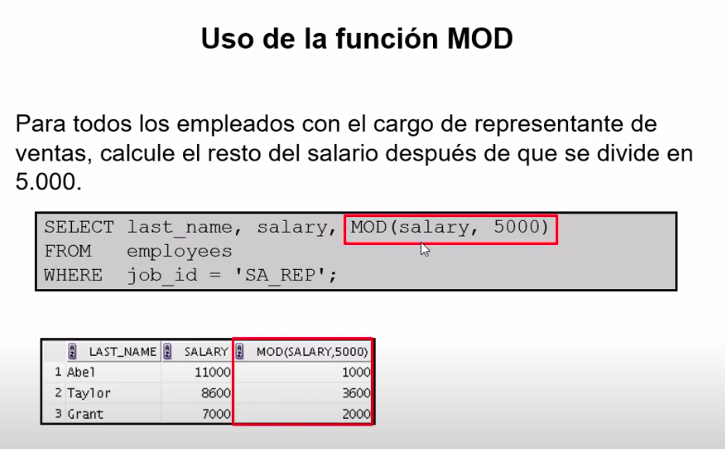 Uso de la función MOD
Para todos los empleados con el cargo de representante de
ventas, calcule el resto del salario después de que se divide en
5.000.
SELECT last_name, salary, MOD(salary, 5000)
FROM employees
WHERE job_id = 'SA_REP';
LAST_NAME SALARY MOD(SALARY,5000)
1 Abel 11000 1000
2 Taylor 8600 3600
3 Grant 7000 2000